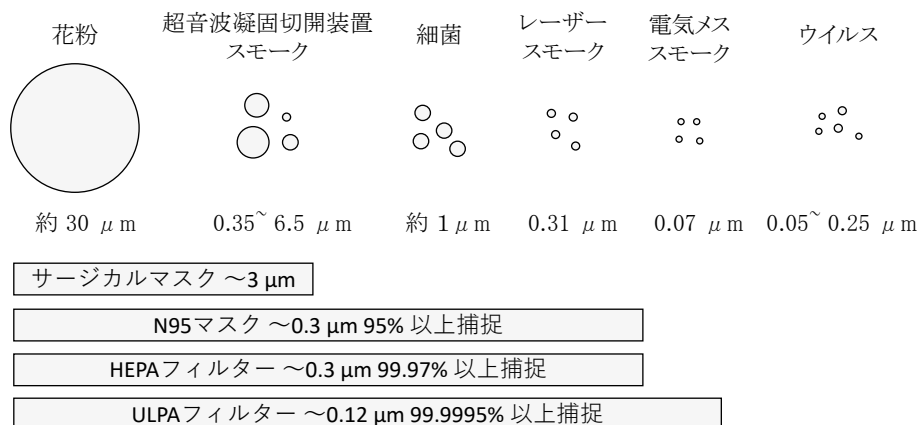 花粉
超音波凝固切開装置
スモーク
細菌
レーザー
スモーク
電気メス
スモーク
ウイルス
約 30 μm
0.35~ 6.5 μm
約 1μm
0.31 μm
0.07 μm
0.05~ 0.25 μm
サージカルマスク ～3 μm
N95マスク ～0.3 μm 95% 以上捕捉
HEPAフィルター ～0.3 μm 99.97% 以上捕捉
ULPAフィルター ～0.12 μm 99.9995% 以上捕捉